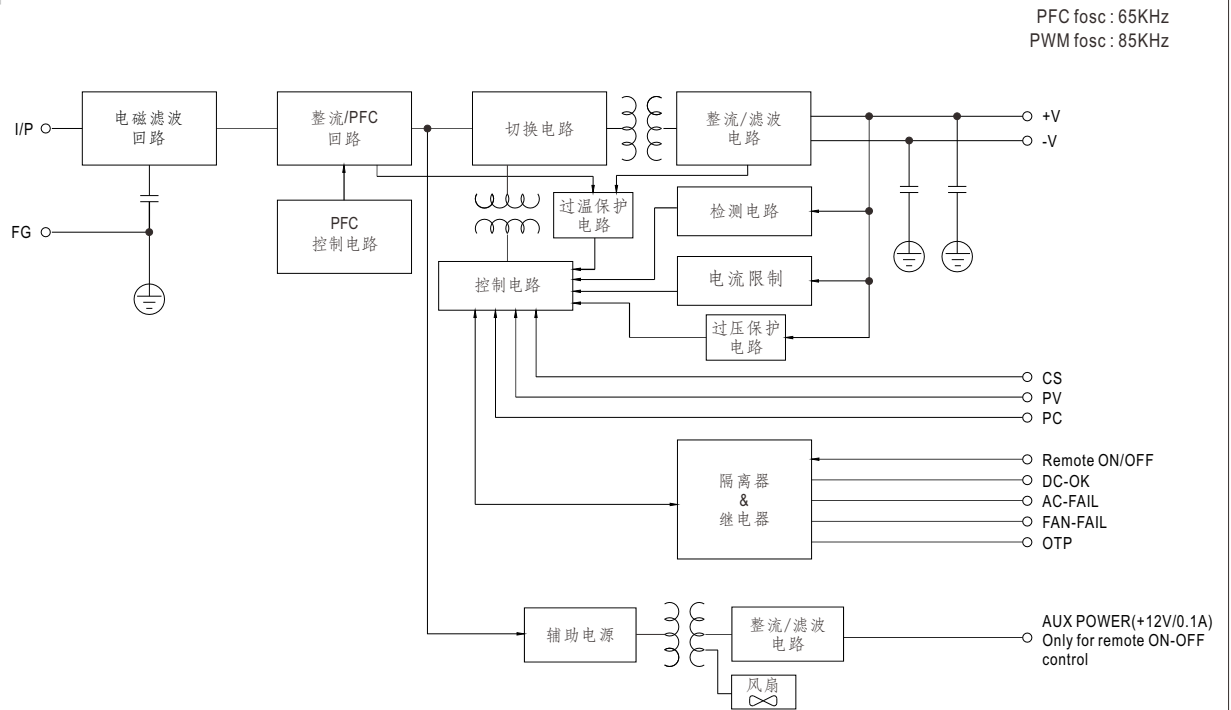 PFC fosc : 65KHz
PWM fosc : 85KHz
I/P
电磁滤波
回路
整流/PFC
回路
切换电路
整流/滤波
电路
+V
-V
FG
PFC
控制电路
过温保护
电路
检测电路
控制电路
电流限制
过压保护
电路
CS
PV
PC
隔离器
&
继电器
Remote ON/OFF
DC-OK
AC-FAIL
FAN-FAIL
OTP
辅助电源
整流/滤波
电路
风扇
AUX POWER(+12V/0.1A)
Only for remote ON-OFF
control